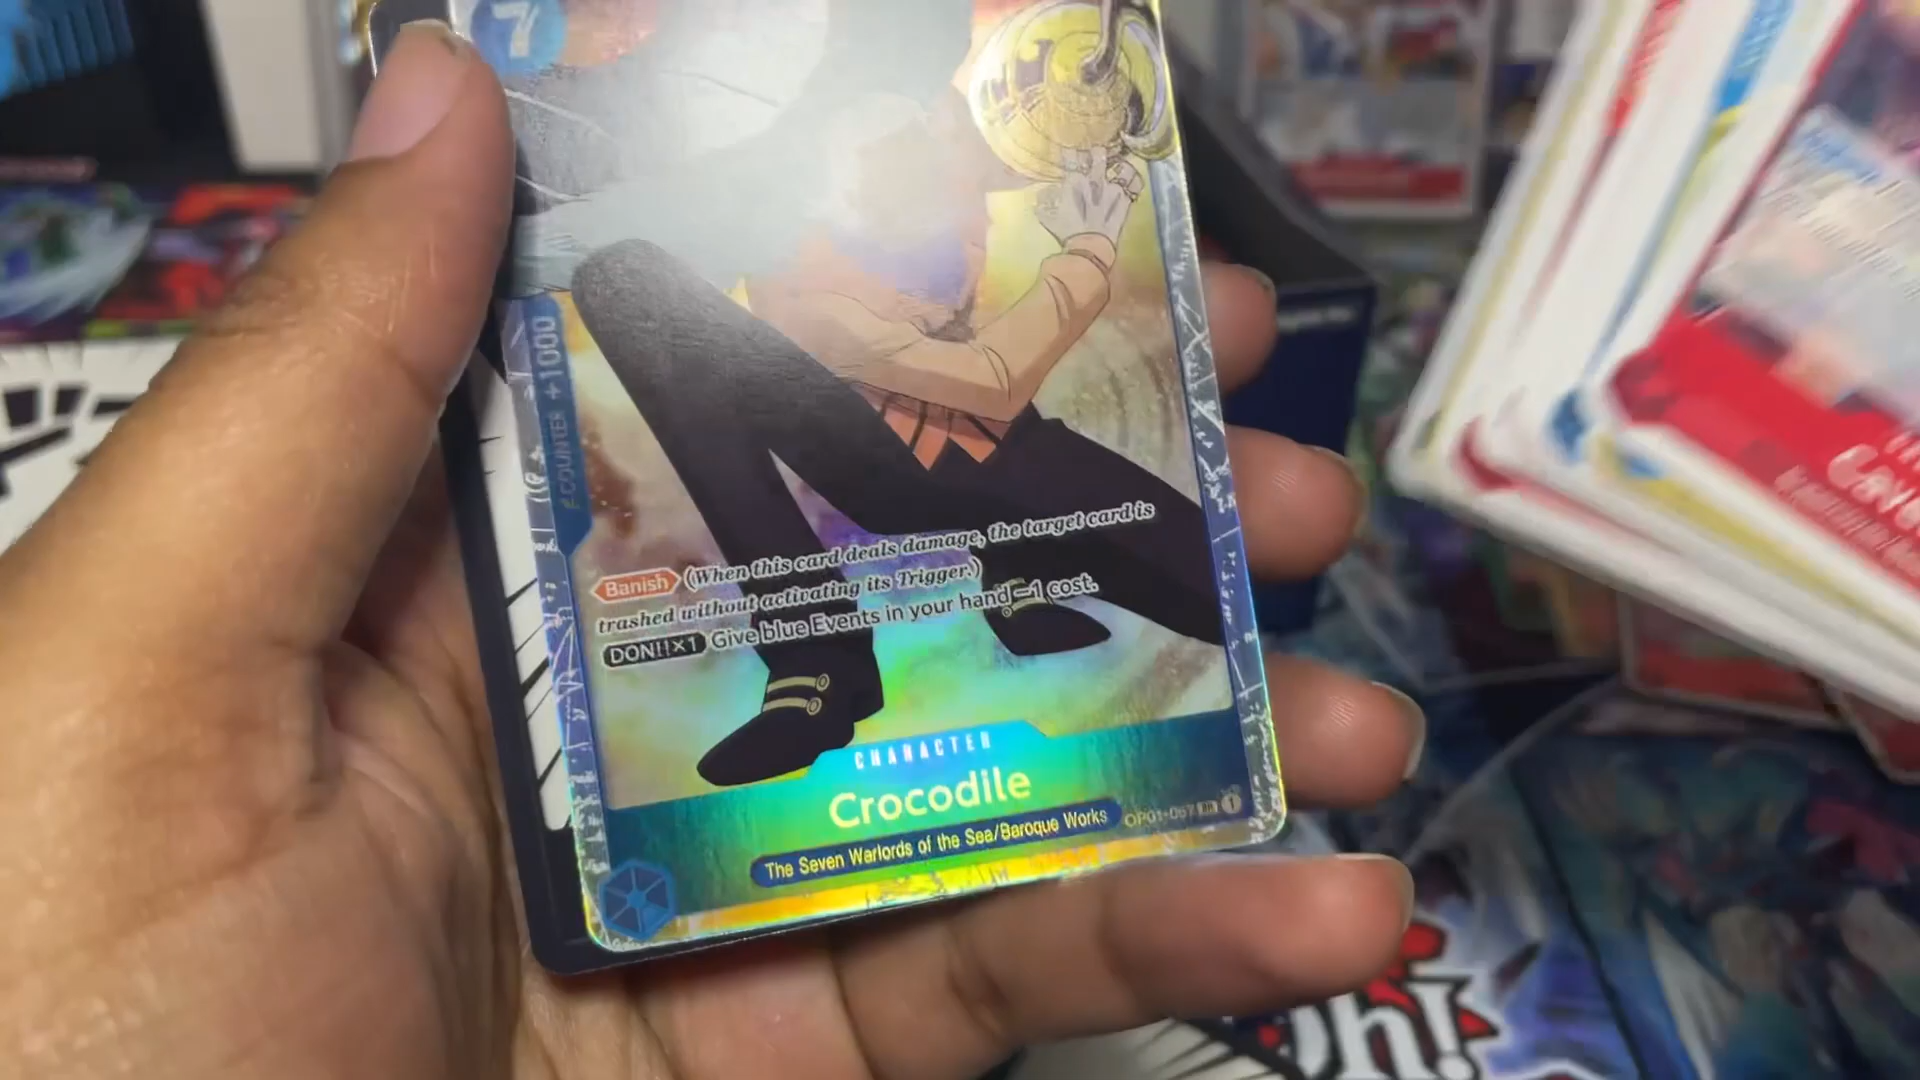 7
COUNTER +1000
Banish (When this card deals damage, the target card is
trashed without activating its Trigger.)
DON!!×1 Give blue Events in your hand −1 cost.
CHARACTER
Crocodile
The Seven Warlords of the Sea/Baroque Works
1
Oh!